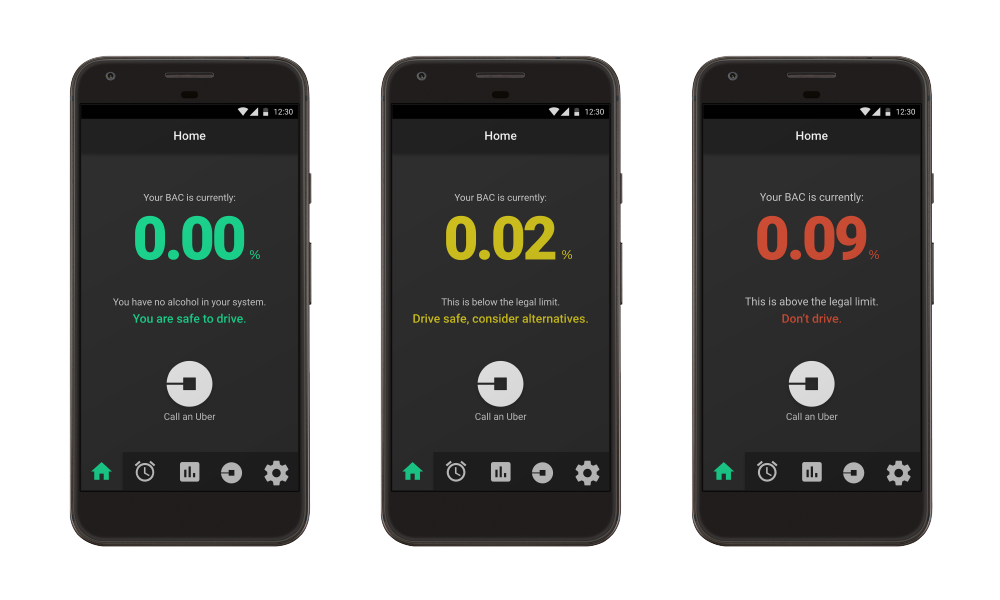 12:30
Home
Your BAC is currently:
0.00 %
You have no alcohol in your system.
You are safe to drive.
Call an Uber
12:30
Home
Your BAC is currently:
0.02 %
This is below the legal limit.
Drive safe, consider alternatives.
Call an Uber
12:30
Home
Your BAC is currently:
0.09 %
This is above the legal limit.
Don't drive.
Call an Uber